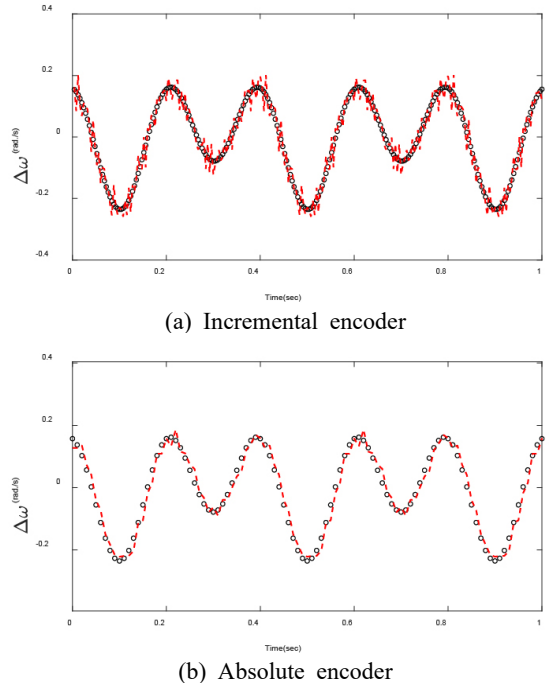 0.4
0.2
0
-0.2
-0.4
Δω (rad./s)
0 0.2 0.4 0.6 0.8 1
Time(sec)
(a) Incremental encoder
0.4
0.2
0
-0.2
Δω (rad./s)
0 0.2 0.4 0.6 0.8 1
Time(sec)
(b) Absolute encoder